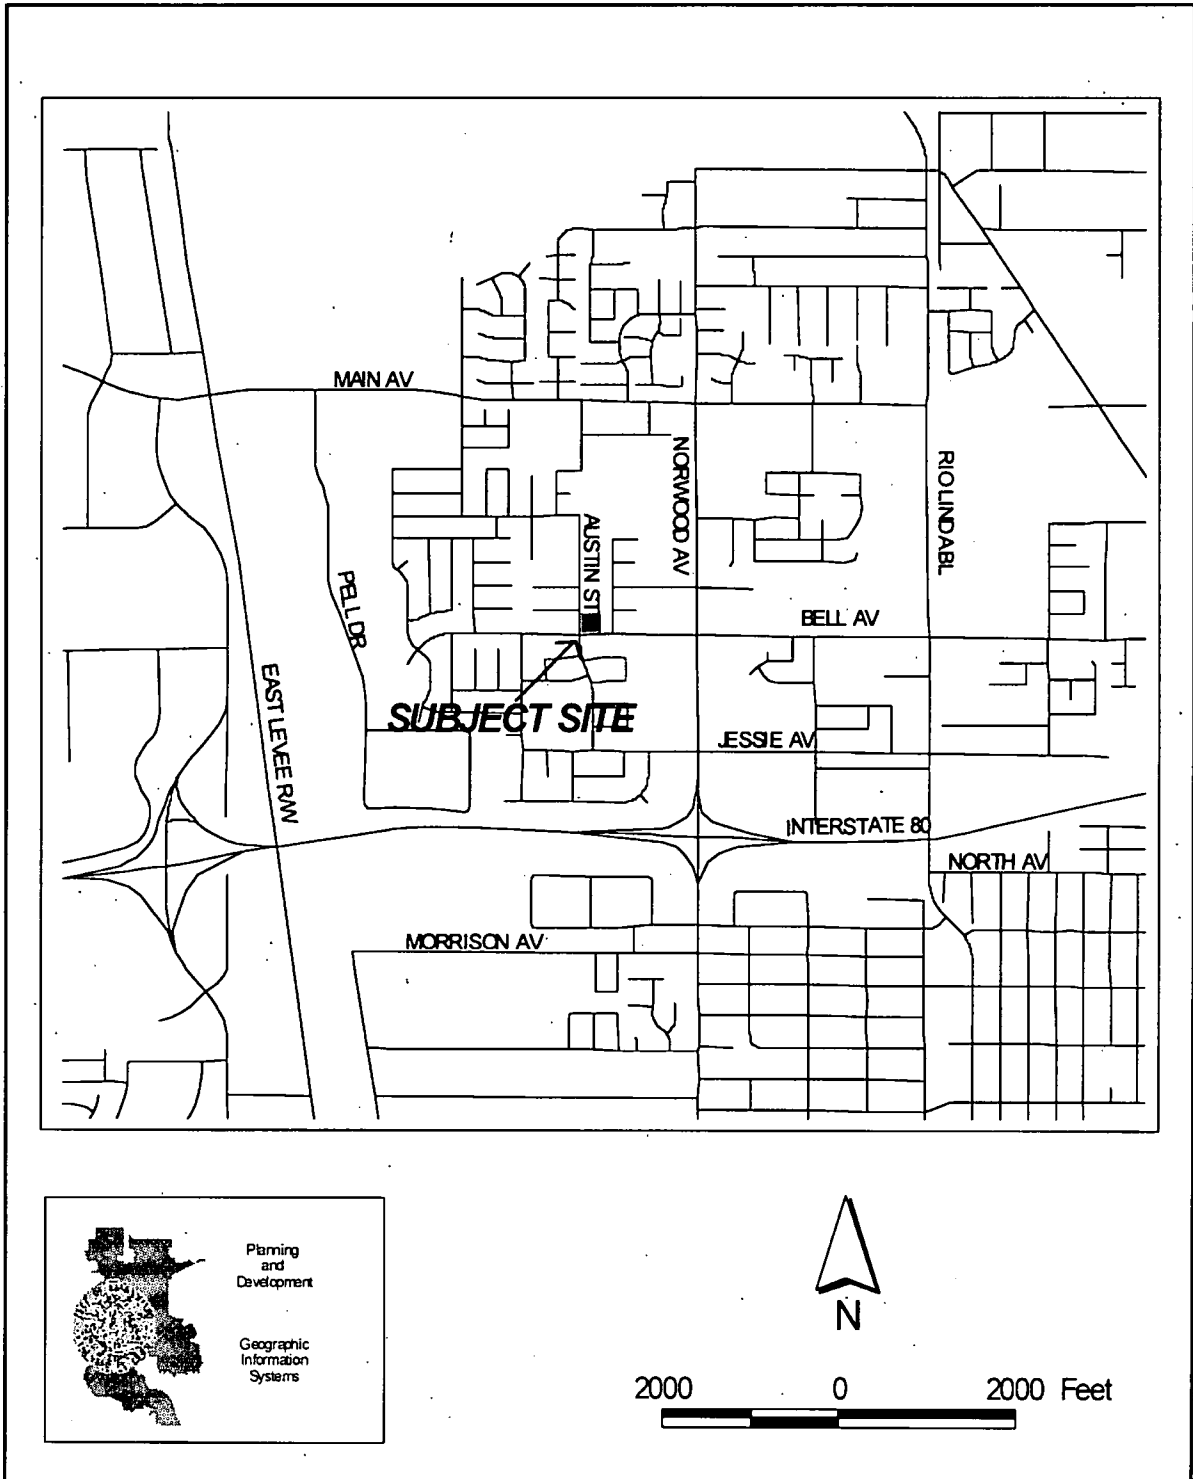 MAIN AV
NORWOOD AV
RIO LINDA BL
AUSTIN ST
PELL DR
BELL AV
EAST LEVEE R/W
SUBJECT SITE
JESSIE AV
INTERSTATE 80
NORTH AV
MORRISON AV
Planning
and
Development
Geographic
Information
Systems
N
2000 0 2000 Feet